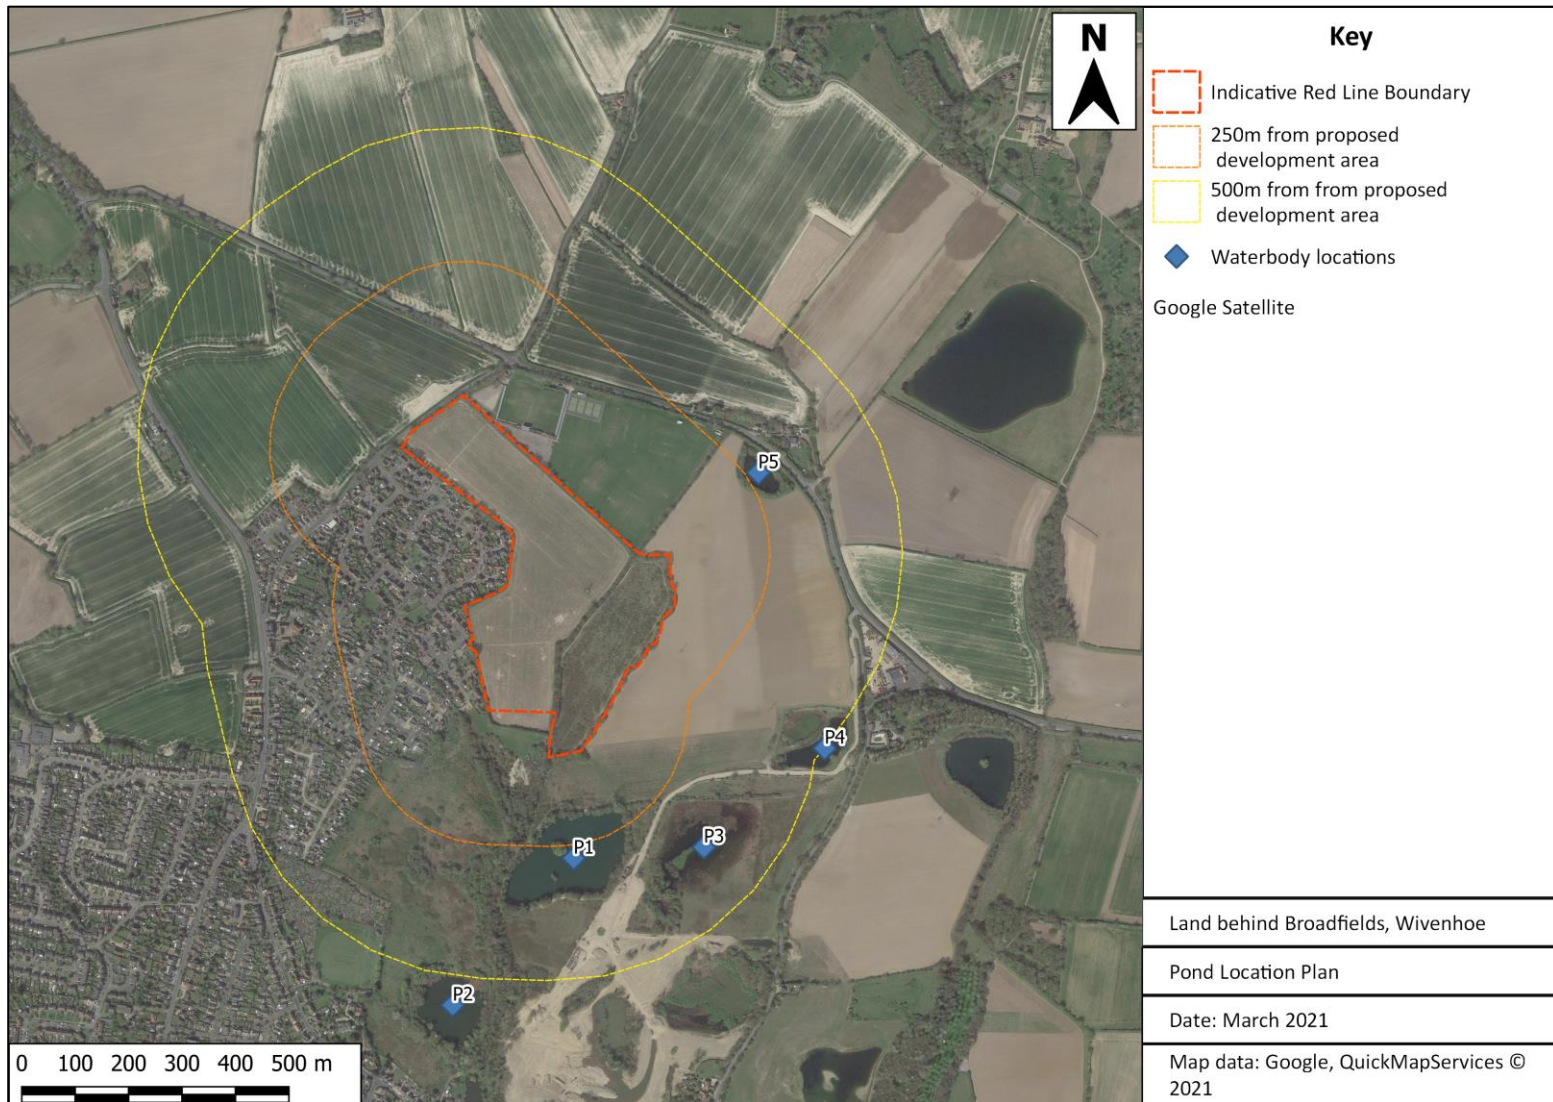 N
P5
P4
P3
P1
P2
0 100 200 300 400 500 m
Key
Indicative Red Line Boundary
250m from proposed
development area
500m from from proposed
development area
Waterbody locations
Google Satellite
Land behind Broadfields, Wivenhoe
Pond Location Plan
Date: March 2021
Map data: Google, QuickMapServices ©
2021